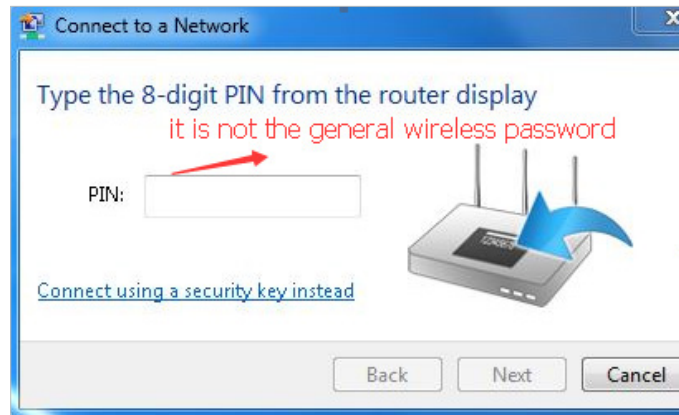 Connect to a Network
Type the 8-digit PIN from the router display
it is not the general wireless password
PIN:
12345670
Connect using a security key instead
Back Next Cancel